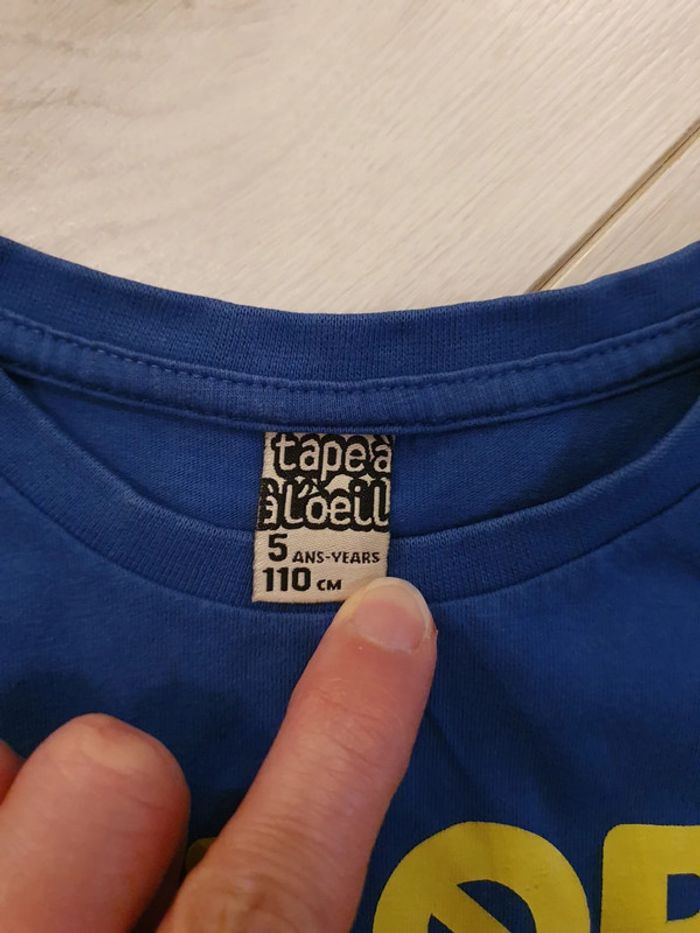 tape à
à l'oeil
5 ANS-YEARS
110 CM